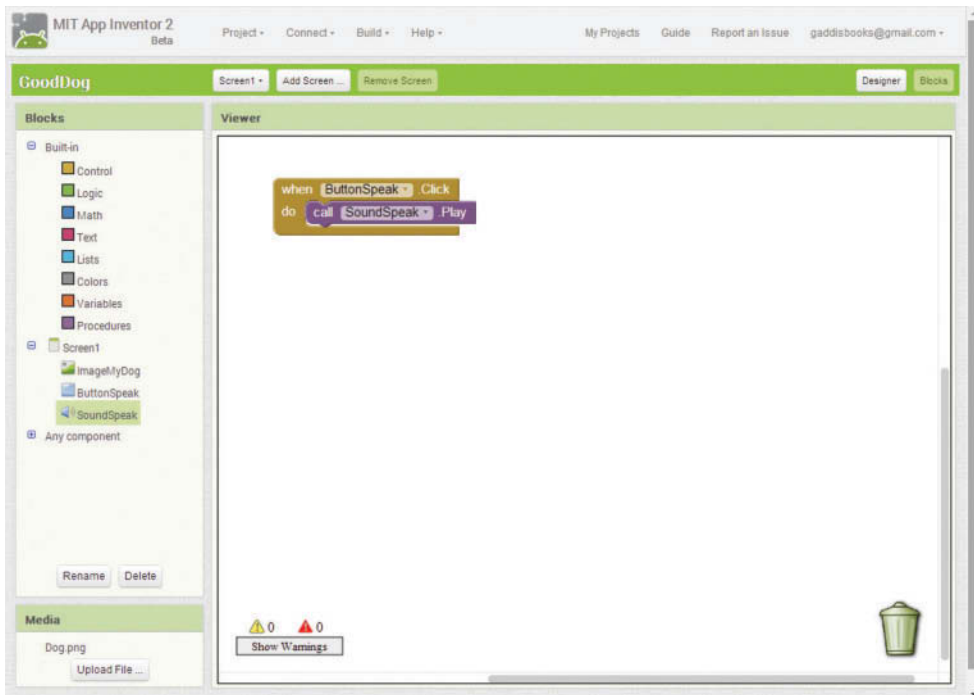 MIT App Inventor 2
Beta
Project
Connect
Build
Help
My Projects
Guide
Report an Issue
gaddisbooks@gmail.com
GoodDog
Screen1
Add Screen ...
Remove Screen
Designer
Blocks
Blocks
Built-in
Control
Logic
Math
Text
Lists
Colors
Variables
Procedures
Screen1
ImageMyDog
ButtonSpeak
SoundSpeak
Any component
Rename
Delete
Media
Dog.png
Upload File ...
Viewer
when ButtonSpeak .Click
do call SoundSpeak .Play
0 0
Show Warnings